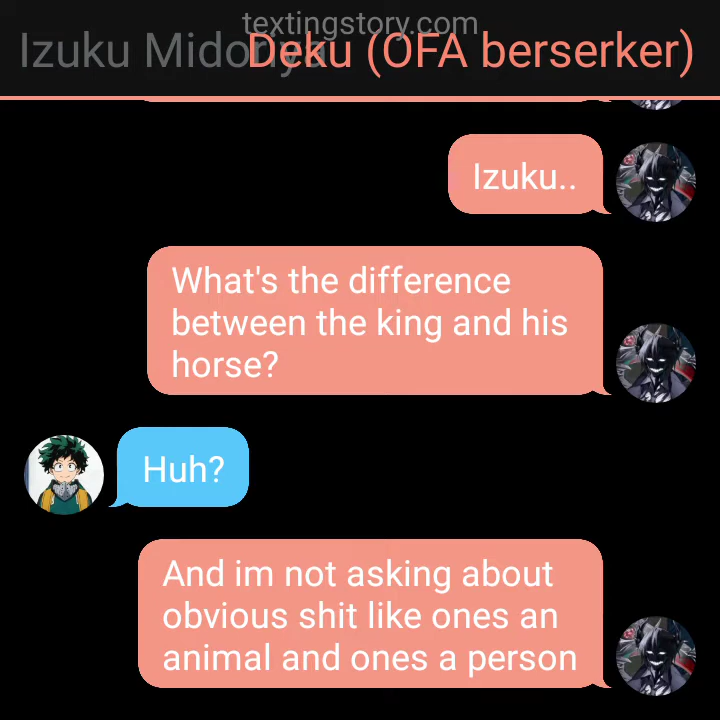 textingstory.com
Izuku Midoriya
Deku (OFA berserker)
Izuku..
What's the difference
between the king and his
horse?
Huh?
And im not asking about
obvious shit like ones an
animal and ones a person